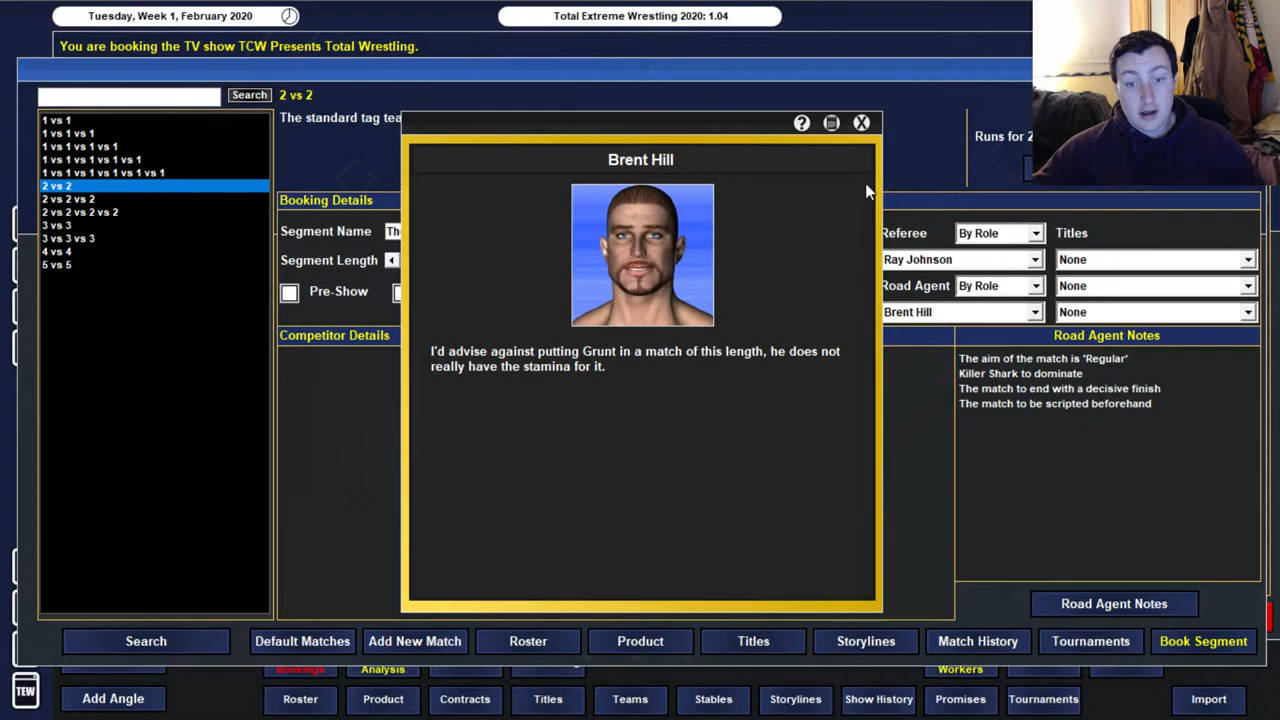 Tuesday, Week 1, February 2020
Total Extreme Wrestling 2020: 1.04
You are booking the TV show TCW Presents Total Wrestling.
Search
2 vs 2
The standard tag tea
Runs for 2
1 vs 1
1 vs 1 vs 1
1 vs 1 vs 1 vs 1
1 vs 1 vs 1 vs 1 vs 1
1 vs 1 vs 1 vs 1 vs 1 vs 1
2 vs 2
2 vs 2 vs 2
2 vs 2 vs 2 vs 2
3 vs 3
3 vs 3 vs 3
4 vs 4
5 vs 5
Booking Details
Segment Name
Segment Length
Pre-Show
Competitor Details
Brent Hill
I'd advise against putting Grunt in a match of this length, he does not
really have the stamina for it.
Referee By Role Titles
Ray Johnson None
Road Agent By Role None
Brent Hill None
Road Agent Notes
The aim of the match is 'Regular'
Killer Shark to dominate
The match to end with a decisive finish
The match to be scripted beforehand
Road Agent Notes
Search Default Matches Add New Match Roster Product Titles Storylines Match History Tournaments Book Segment
Bookings Analysis Workers
TEW Add Angle Roster Product Contracts Titles Teams Stables Storylines Show History Promises Tournaments Import